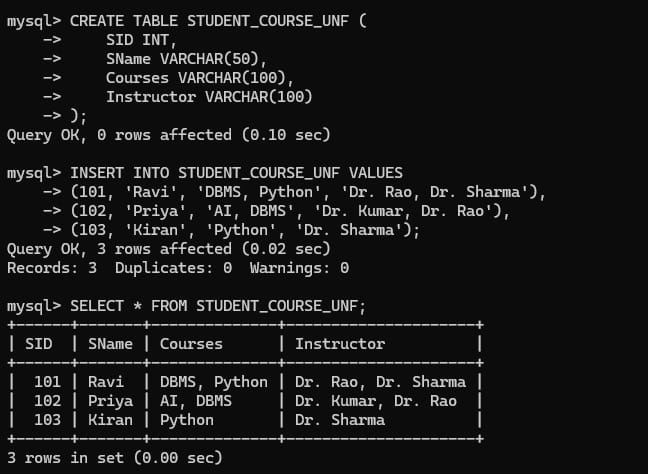 mysql> CREATE TABLE STUDENT_COURSE_UNF (
    ->     SID INT,
    ->     SName VARCHAR(50),
    ->     Courses VARCHAR(100),
    ->     Instructor VARCHAR(100)
    -> );
Query OK, 0 rows affected (0.10 sec)

mysql> INSERT INTO STUDENT_COURSE_UNF VALUES
    -> (101, 'Ravi', 'DBMS, Python', 'Dr. Rao, Dr. Sharma'),
    -> (102, 'Priya', 'AI, DBMS', 'Dr. Kumar, Dr. Rao'),
    -> (103, 'Kiran', 'Python', 'Dr. Sharma');
Query OK, 3 rows affected (0.02 sec)
Records: 3  Duplicates: 0  Warnings: 0

mysql> SELECT * FROM STUDENT_COURSE_UNF;
+------+-------+--------------+---------------------+
| SID  | SName | Courses      | Instructor          |
+------+-------+--------------+---------------------+
|  101 | Ravi  | DBMS, Python | Dr. Rao, Dr. Sharma |
|  102 | Priya | AI, DBMS     | Dr. Kumar, Dr. Rao  |
|  103 | Kiran | Python       | Dr. Sharma          |
+------+-------+--------------+---------------------+
3 rows in set (0.00 sec)